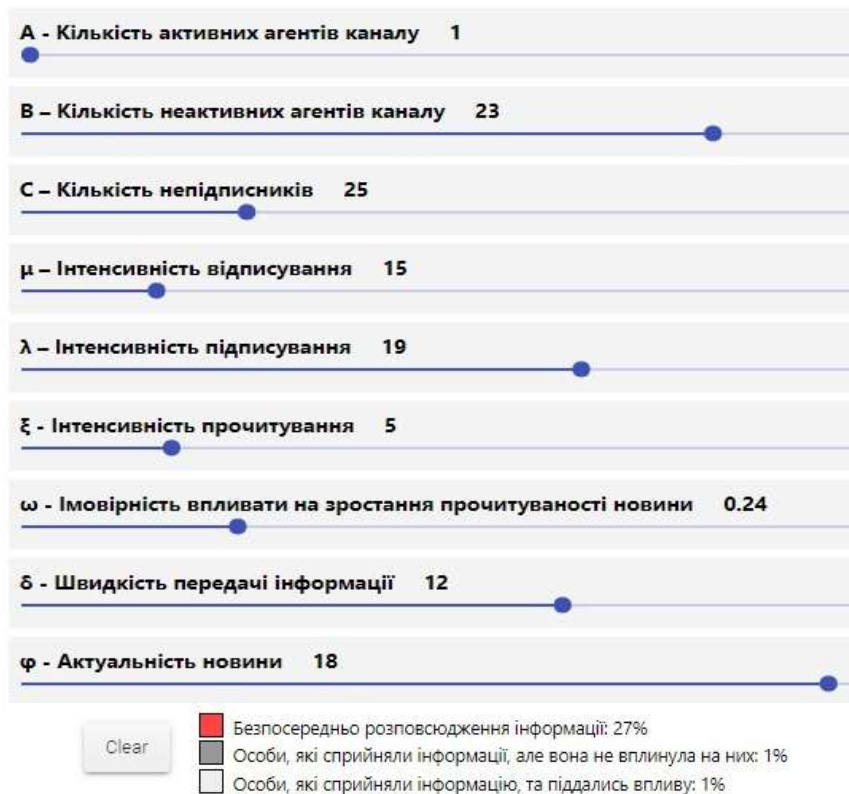 А - Кількість активних агентів каналу 1
В – Кількість неактивних агентів каналу 23
С – Кількість непідписників 25
μ – Інтенсивність відписування 15
λ – Інтенсивність підписування 19
ξ - Інтенсивність прочитування 5
ω - Імовірність впливати на зростання прочитуваності новини 0.24
δ - Швидкість передачі інформації 12
φ - Актуальність новини 18
Clear
Безпосередньо розповсюдження інформації: 27%
Особи, які сприйняли інформації, але вона не вплинула на них: 1%
Особи, які сприйняли інформацію, та піддались впливу: 1%